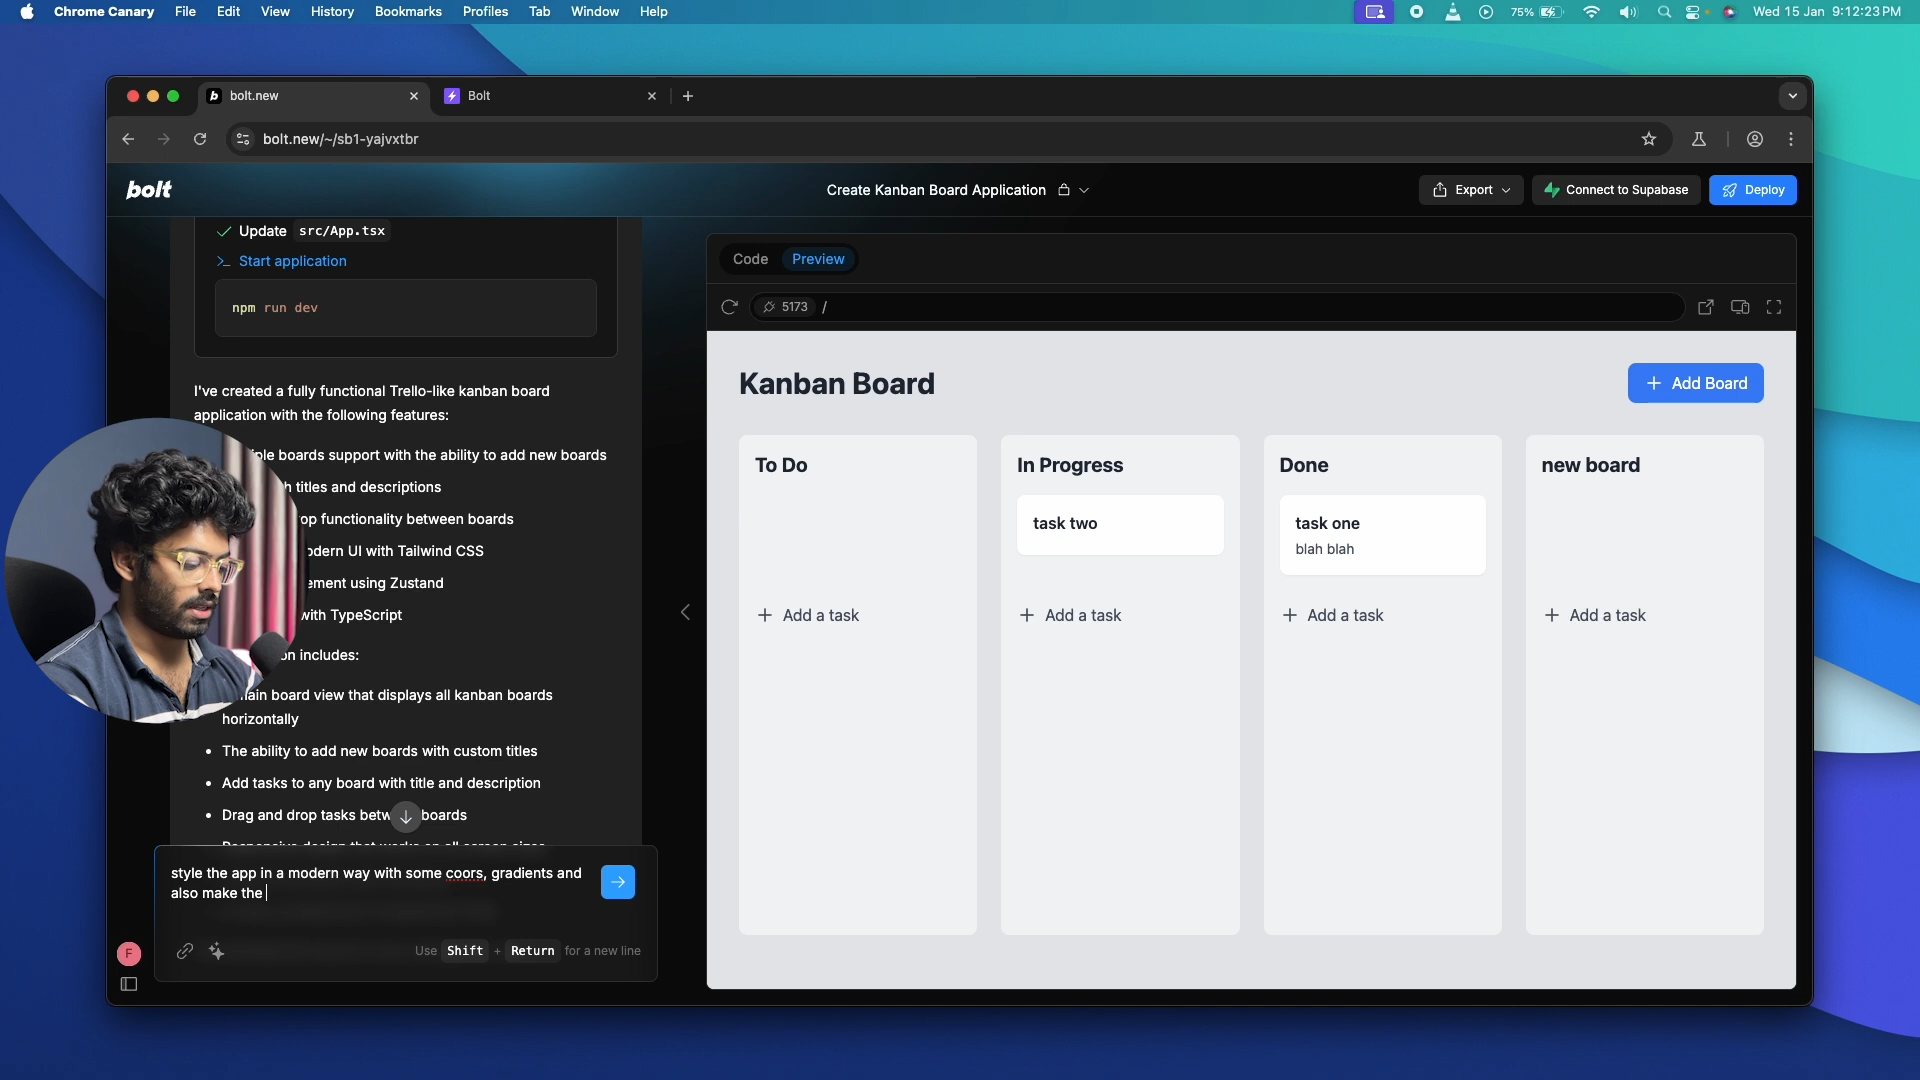 Chrome Canary File Edit View History Bookmarks Profiles Tab Window Help 75% Wed 15 Jan 9:12:23 PM
bolt.new Bolt
bolt.new/~/sb1-yajvxtbr
bolt Create Kanban Board Application Export Connect to Supabase Deploy
Update src/App.tsx
Start application
npm run dev
I've created a fully functional Trello-like kanban board
application with the following features:
boards support with the ability to add new boards
titles and descriptions
functionality between boards
UI with Tailwind CSS
using Zustand
with TypeScript
includes:
board view that displays all kanban boards
horizontally
• The ability to add new boards with custom titles
• Add tasks to any board with title and description
• Drag and drop tasks boards
style the app in a modern way with some coors, gradients and
also make the
Use Shift + Return for a new line
F
Code Preview
5173 /
Kanban Board
+ Add Board
To Do
+ Add a task
In Progress
task two
+ Add a task
Done
task one
blah blah
+ Add a task
new board
+ Add a task